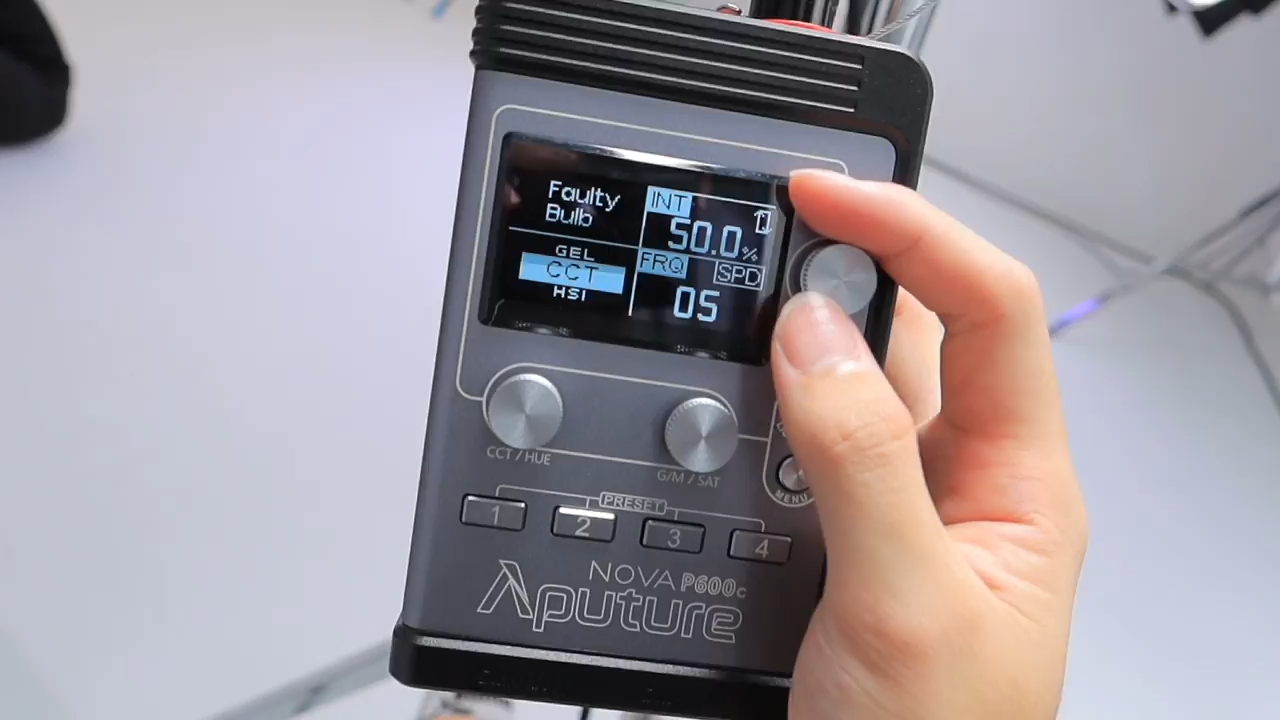 Faulty
Bulb
INT
50.0%
GEL
CCT
HSI
FRQ
SPD
05
CCT / HUE
G/M / SAT
MENU
PRESET
1
2
3
4
NOVA P600c
Aputure